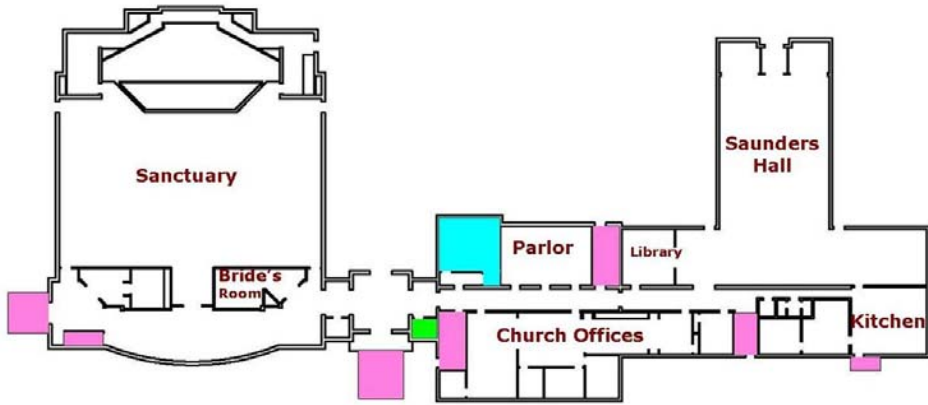 Saunders
Hall
Sanctuary
Parlor
Library
Bride's
Room
Church Offices
Kitchen